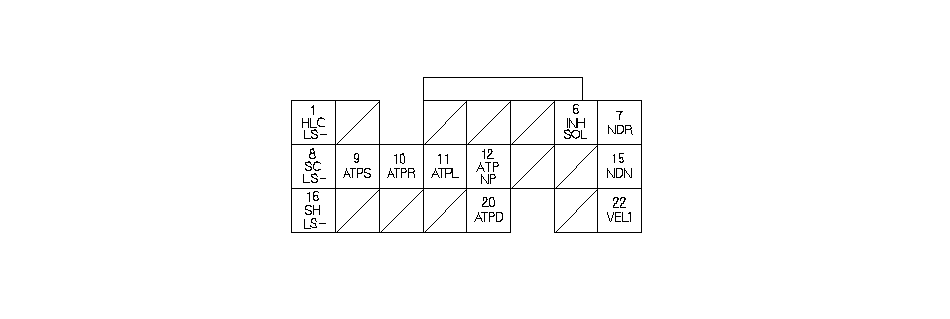 1
HLC
LS-
6
INH
SOL
7
NDR
8
SC
LS-
9
ATPS
10
ATPR
11
ATPL
12
ATP
NP
15
NDN
16
SH
LS-
20
ATPD
22
VEL1